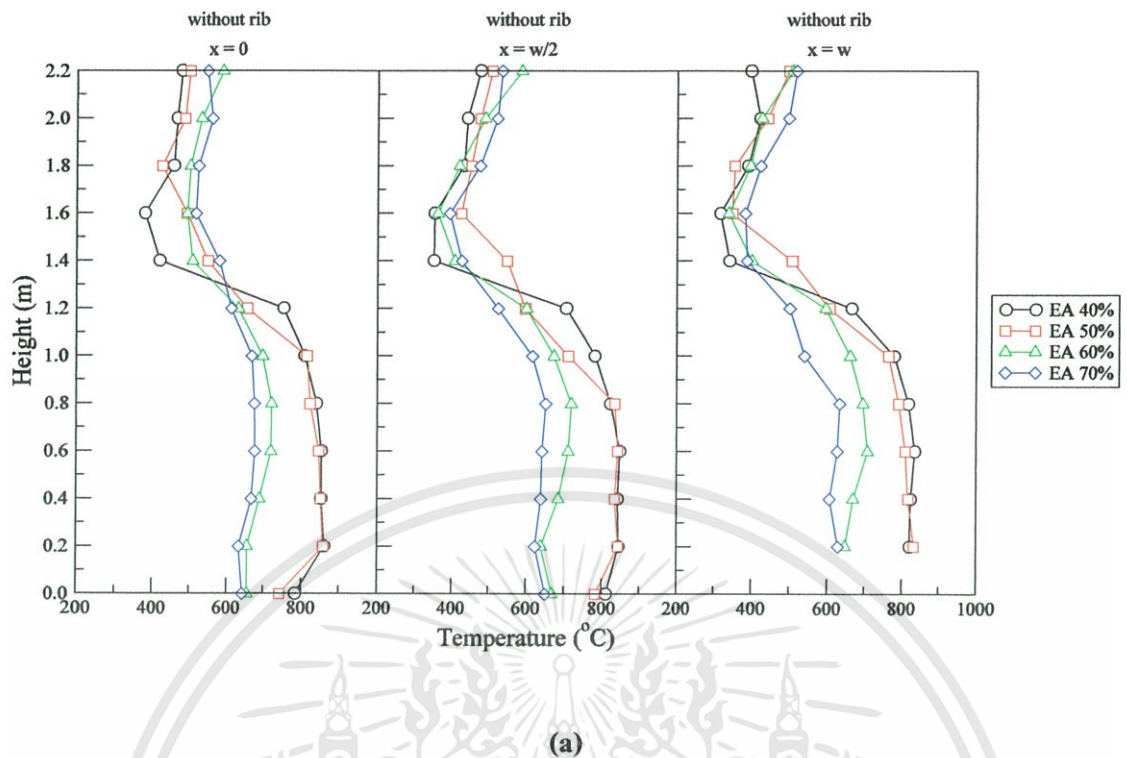 without rib without rib without rib
x = 0 x = w/2 x = w
2.2
2.0
1.8
1.6
1.4
1.2
1.0
0.8
0.6
0.4
0.2
0.0
Height (m)
EA 40%
EA 50%
EA 60%
EA 70%
200 400 600 800 200 400 600 800 200 400 600 800 1000
Temperature (°C)
(a)